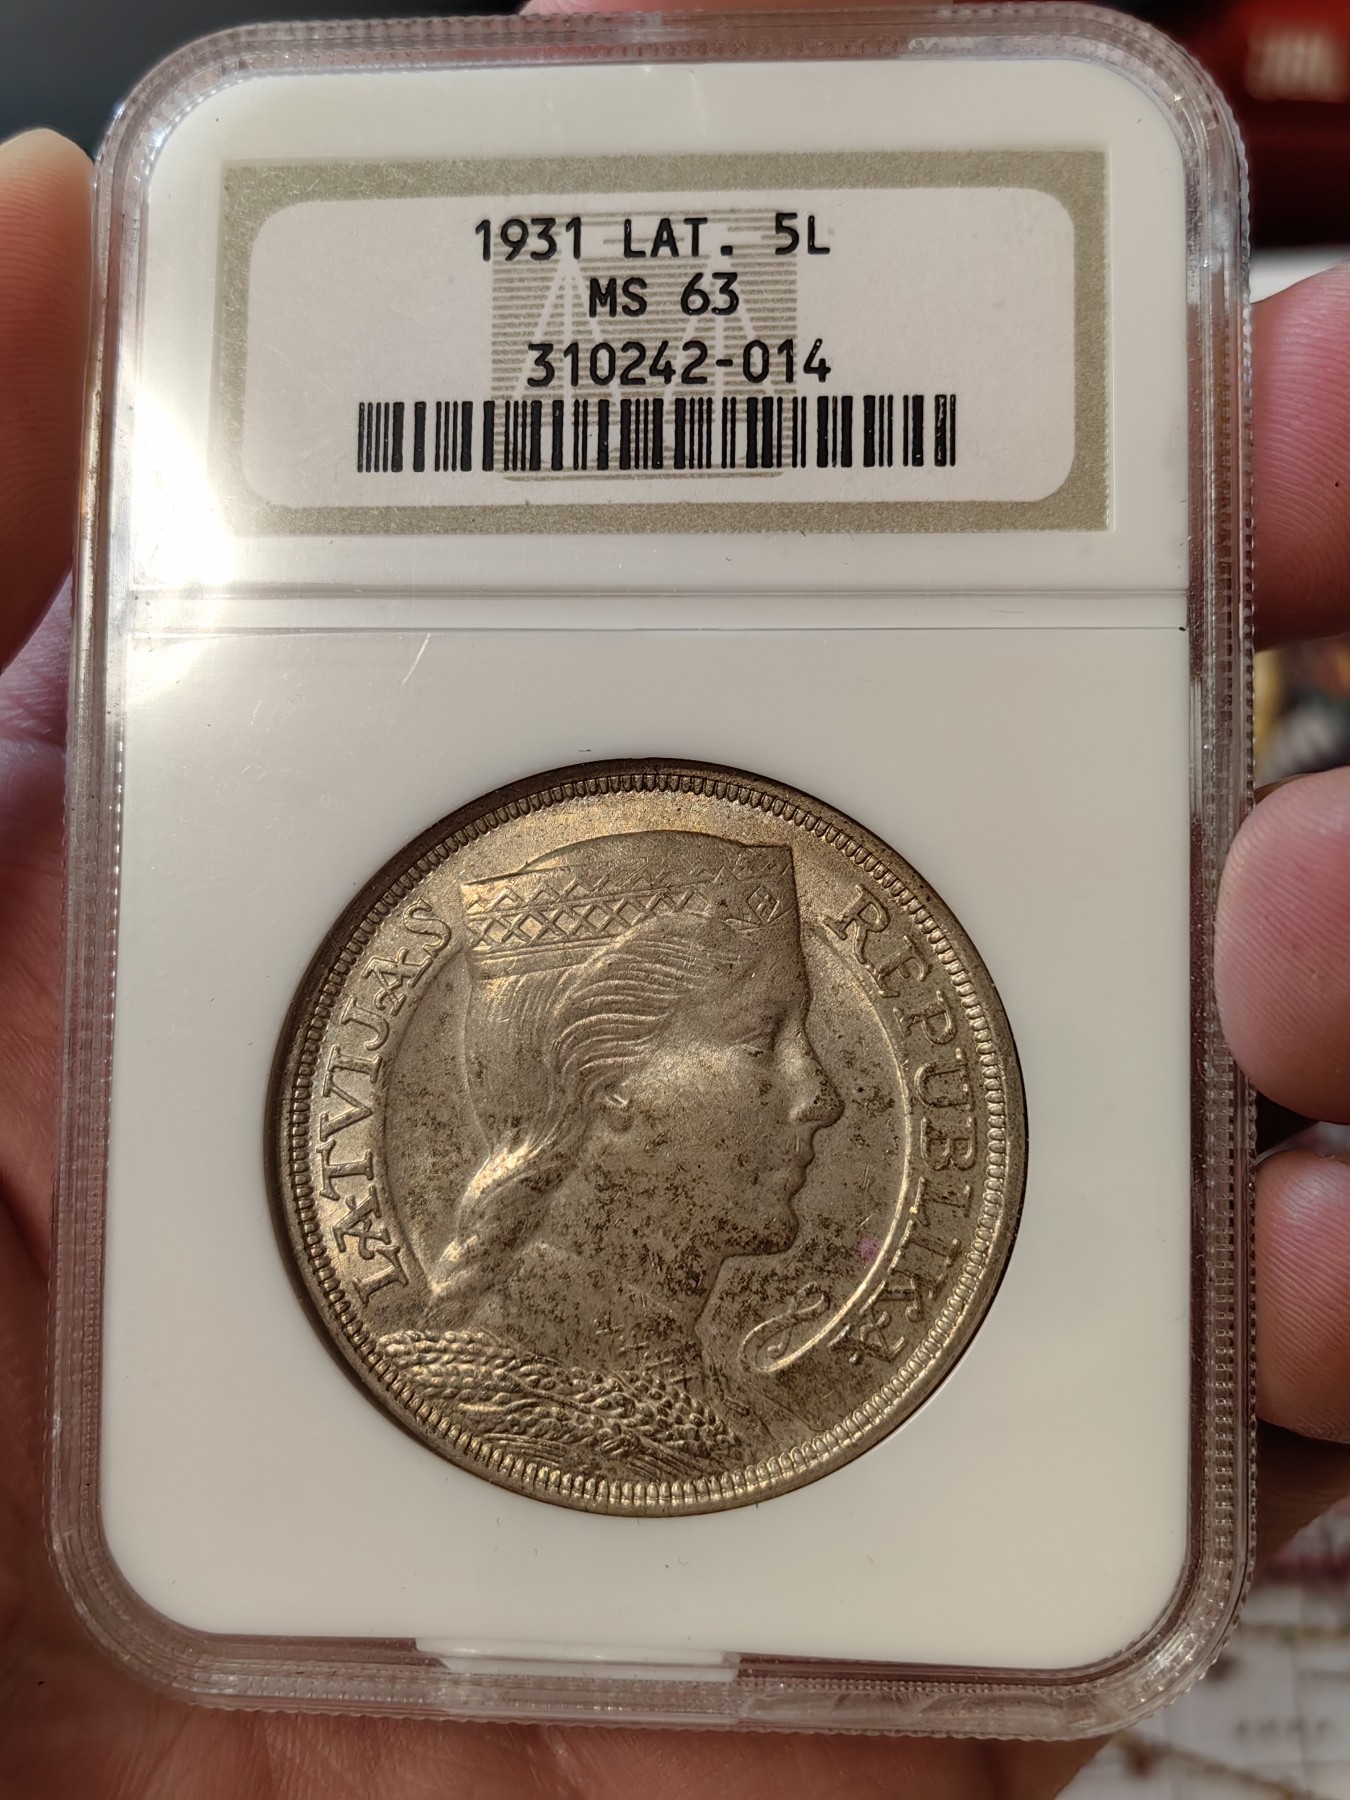 1931 LAT. 5L
MS 63
310242-014
LATVIJAS REPUBLIKA